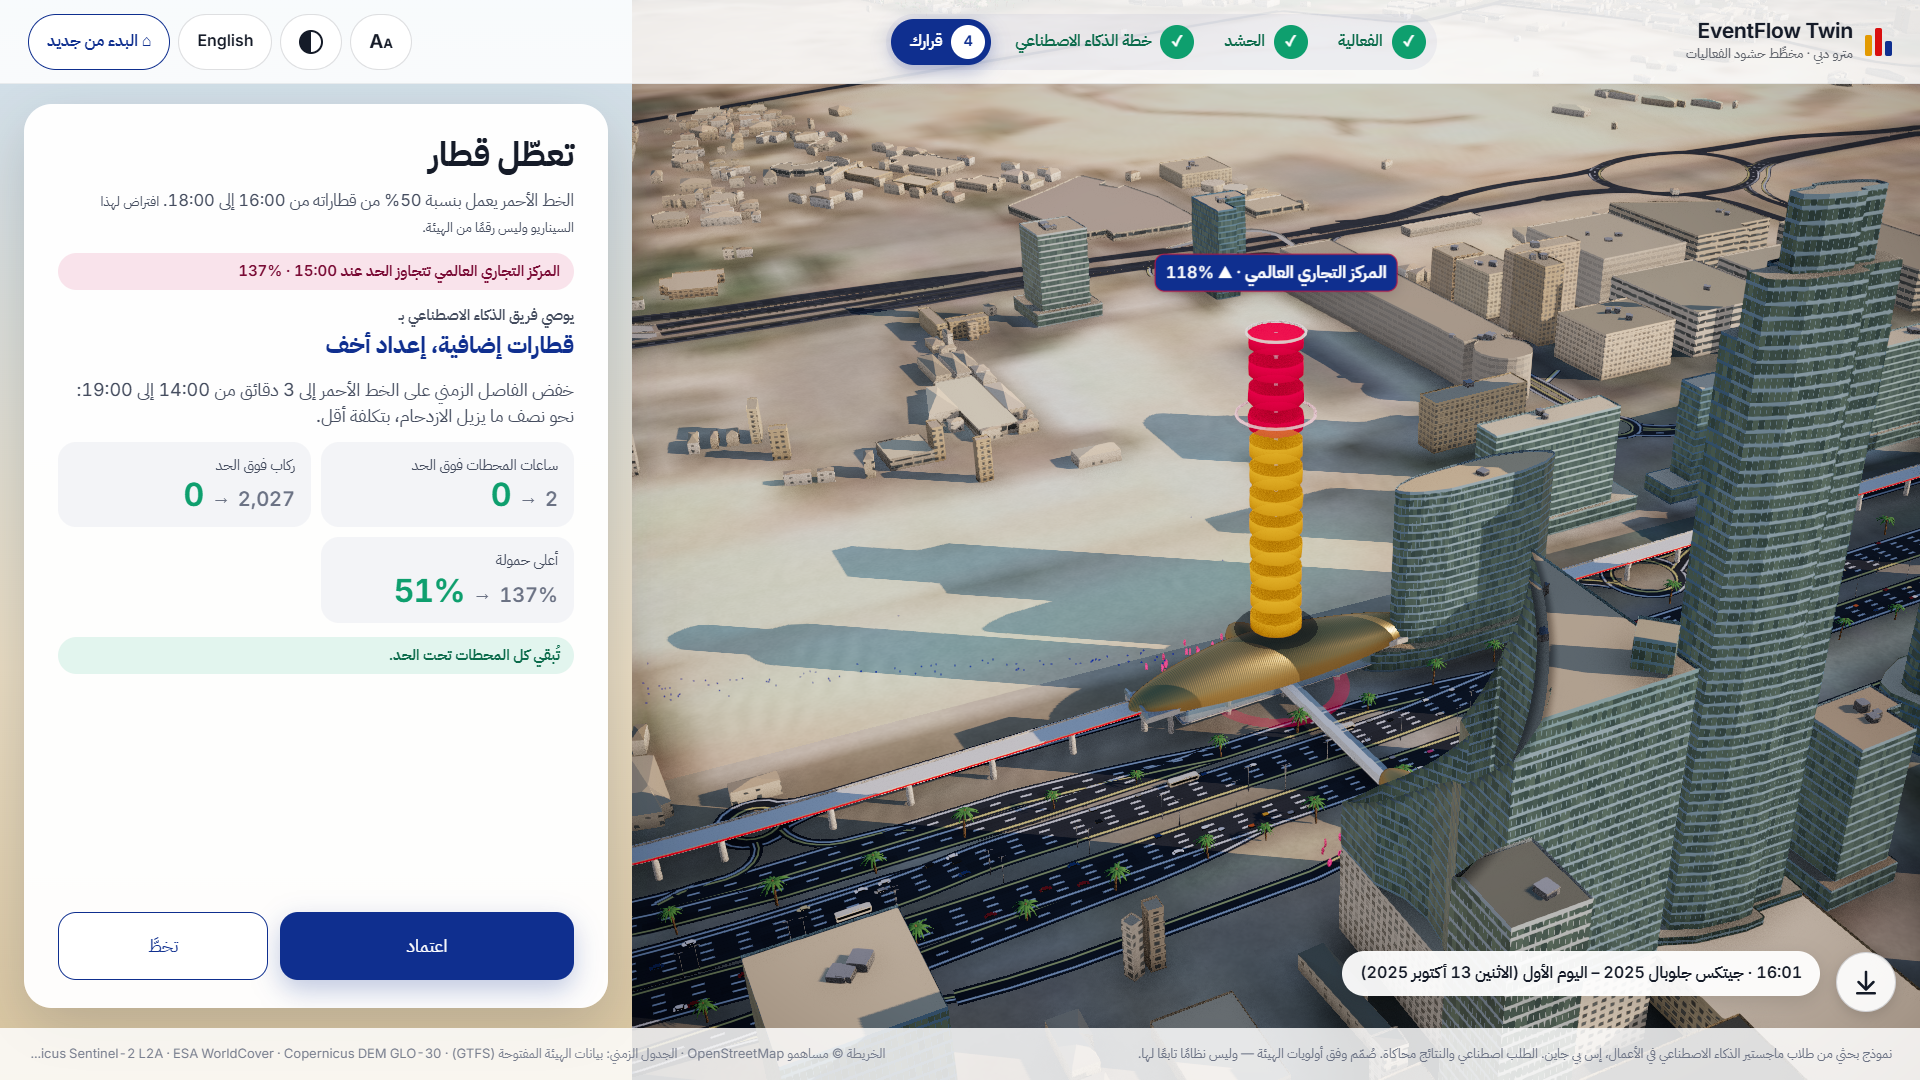 EventFlow Twin
مترو دبي · مخطّط حشود الفعاليات
✓ الفعالية
✓ الحشد
✓ خطة الذكاء الاصطناعي
4 قرارك
AA
English
⌂ البدء من جديد
تعطّل قطار
الخط الأحمر يعمل بنسبة 50% من قطاراته من 16:00 إلى 18:00. افتراض لهذا
السيناريو وليس رقمًا من الهيئة.
المركز التجاري العالمي تتجاوز الحد عند 15:00 · 137%
يوصي فريق الذكاء الاصطناعي بـ
قطارات إضافية، إعداد أخف
خفض الفاصل الزمني على الخط الأحمر إلى 3 دقائق من 14:00 إلى 19:00:
نحو نصف ما يزيل الازدحام، بتكلفة أقل.
ساعات المحطات فوق الحد
2 → 0
ركاب فوق الحد
2,027 → 0
أعلى حمولة
137% → 51%
تُبقي كل المحطات تحت الحد.
اعتماد
تخطَّ
المركز التجاري العالمي · ▲ 118%
16:01 · جيتكس جلوبال 2025 – اليوم الأول (الاثنين 13 أكتوبر 2025)
نموذج بحثي من طلاب ماجستير الذكاء الاصطناعي في الأعمال، إس بي جاين. الطلب اصطناعي والنتائج محاكاة. صُمّم وفق أولويات الهيئة — وليس نظامًا تابعًا لها.
الخريطة © مساهمو OpenStreetMap · الجدول الزمني: بيانات الهيئة المفتوحة (GTFS) · icus Sentinel-2 L2A · ESA WorldCover · Copernicus DEM GLO-30…